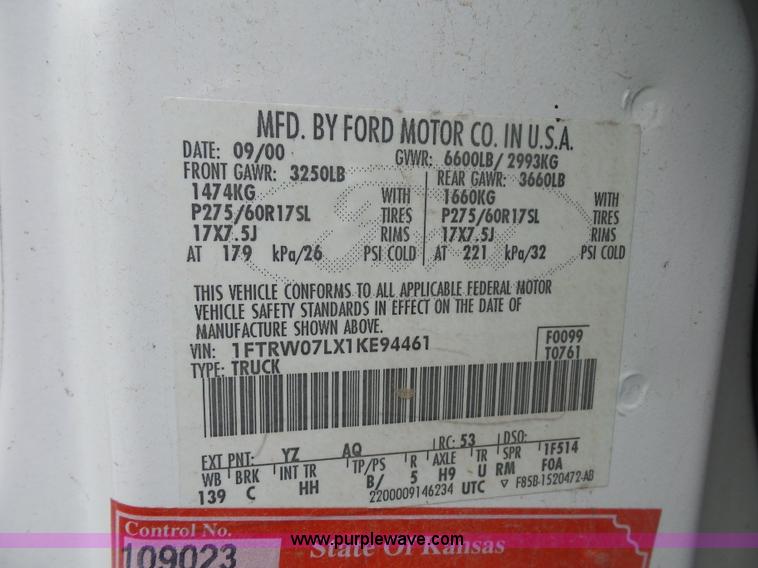 MFD. BY FORD MOTOR CO. IN U.S.A.
DATE: 09/00 GVWR: 6600LB/ 2993KG
FRONT GAWR: 3250LB REAR GAWR: 3660LB
1474KG WITH 1660KG WITH
P275/60R17SL TIRES P275/60R17SL TIRES
17X7.5J RIMS 17X7.5J RIMS
AT 179 kPa/26 PSI COLD AT 221 kPa/32 PSI COLD
THIS VEHICLE CONFORMS TO ALL APPLICABLE FEDERAL MOTOR
VEHICLE SAFETY STANDARDS IN EFFECT ON THE DATE OF
MANUFACTURE SHOWN ABOVE.
VIN: 1FTRW07LX1KE94461 F0099
TYPE: TRUCK T0761
EXT PNT: YZ AQ RC: 53 DSO:
WB BRK INT TR TP/PS R AXLE TR SPR 1F514
139 C HH B/ 5 H9 U RM F0A
2200009146234 UTC ▽ F85B-1520472-AB
Control No.
109023 State Of Kansas
www.purplewave.com